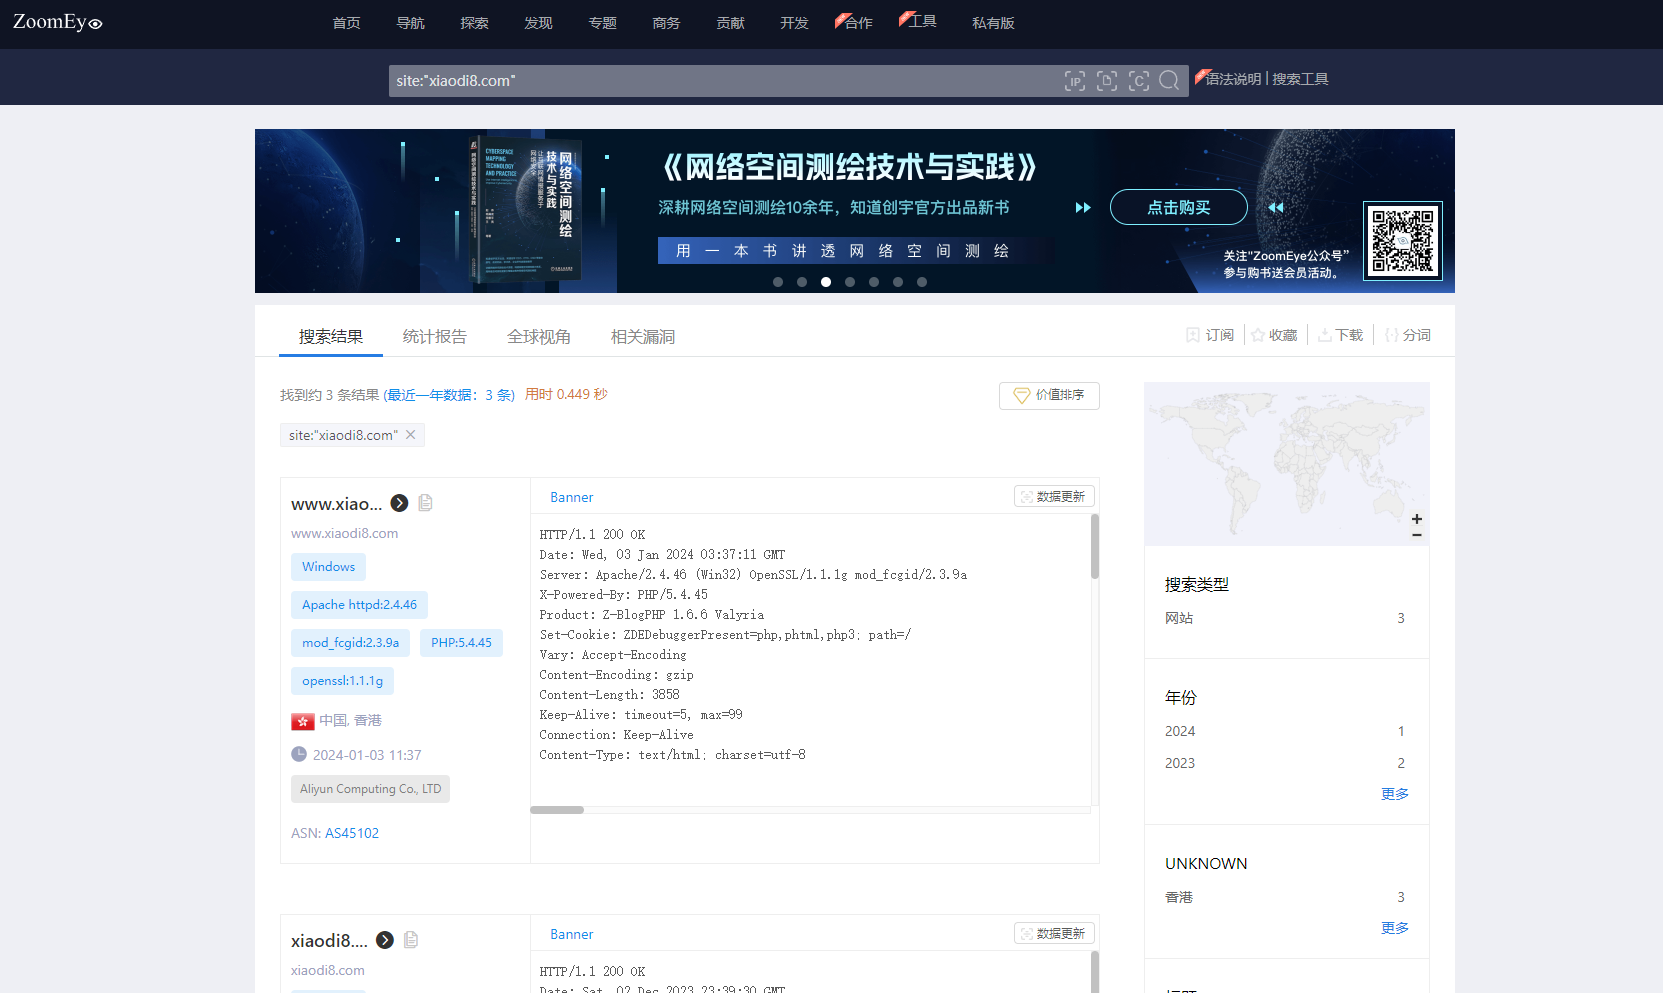 ZoomEye
首页 导航 探索 发现 专题 商务 贡献 开发 合作 工具 私有版
site:"xiaodi8.com"
IP D C
语法说明 | 搜索工具
CYBERSPACE
MAPPING
TECHNOLOGY
AND PRACTICE
网络空间测绘
技术与实践
《网络空间测绘技术与实践》
深耕网络空间测绘10余年，知道创宇官方出品新书
用一本书讲透网络空间测绘
点击购买
关注"ZoomEye公众号"
参与购书送会员活动。
搜索结果 统计报告 全球视角 相关漏洞
订阅 收藏 下载 分词
找到约 3 条结果 (最近一年数据：3 条) 用时 0.449 秒
价值排序
site:"xiaodi8.com" ×
www.xiao...
www.xiaodi8.com
Windows
Apache httpd:2.4.46
mod_fcgid:2.3.9a PHP:5.4.45
openssl:1.1.1g
中国, 香港
2024-01-03 11:37
Aliyun Computing Co., LTD
ASN: AS45102
Banner
数据更新
HTTP/1.1 200 OK
Date: Wed, 03 Jan 2024 03:37:11 GMT
Server: Apache/2.4.46 (Win32) OpenSSL/1.1.1g mod_fcgid/2.3.9a
X-Powered-By: PHP/5.4.45
Product: Z-BlogPHP 1.6.6 Valyria
Set-Cookie: ZDEDebuggerPresent=php,phtml,php3; path=/
Vary: Accept-Encoding
Content-Encoding: gzip
Content-Length: 3858
Keep-Alive: timeout=5, max=99
Connection: Keep-Alive
Content-Type: text/html; charset=utf-8
xiaodi8....
xiaodi8.com
Banner
数据更新
HTTP/1.1 200 OK
Date: Sat, 02 Dec 2023 23:39:30 GMT
+
−
搜索类型
网站 3
年份
2024 1
2023 2
更多
UNKNOWN
香港 3
更多